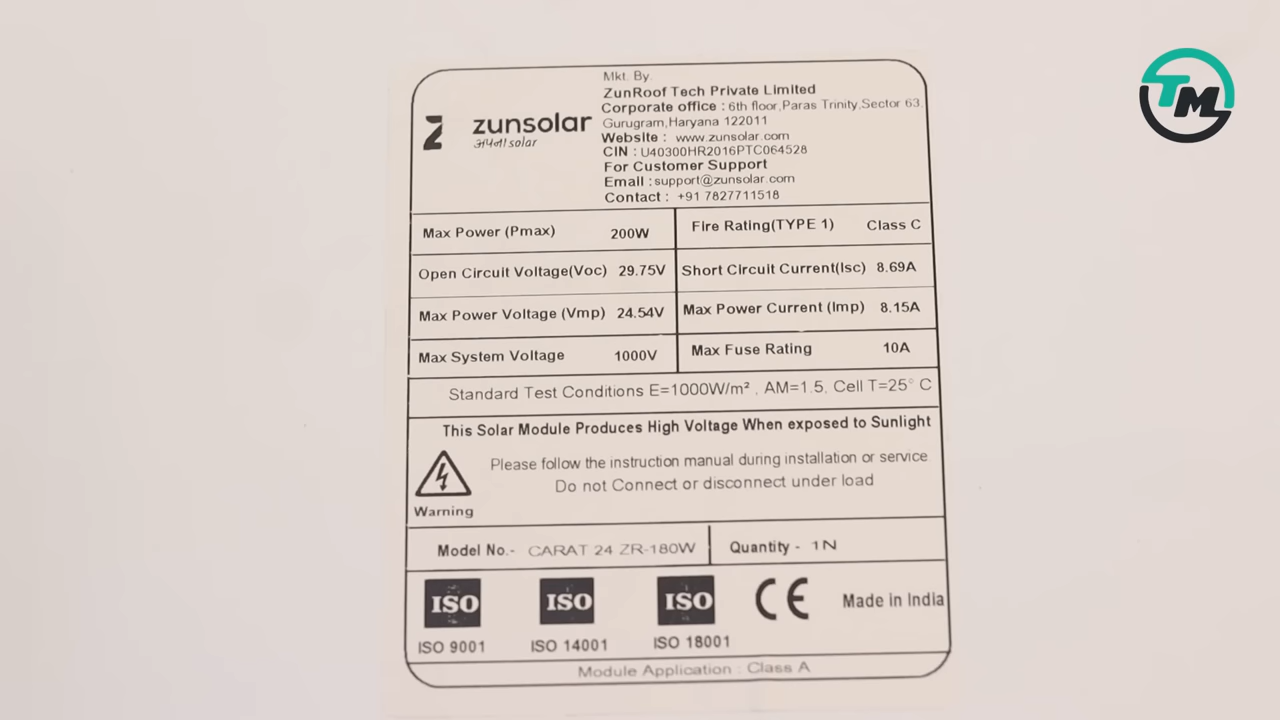 TM
Mkt. By.
ZunRoof Tech Private Limited
Corporate office : 6th floor,Paras Trinity,Sector 63,
Gurugram,Haryana 122011
Website : www.zunsolar.com
CIN : U40300HR2016PTC064528
For Customer Support
Email : support@zunsolar.com
Contact : +91 7827711518
Z zunsolar
अपना solar
Max Power (Pmax) 200W Fire Rating(TYPE 1) Class C
Open Circuit Voltage(Voc) 29.75V Short Circuit Current(Isc) 8.69A
Max Power Voltage (Vmp) 24.54V Max Power Current (Imp) 8.15A
Max System Voltage 1000V Max Fuse Rating 10A
Standard Test Conditions E=1000W/m² , AM=1.5, Cell T=25° C
This Solar Module Produces High Voltage When exposed to Sunlight
Please follow the instruction manual during installation or service
Do not Connect or disconnect under load
Warning
Model No.- CARAT 24 ZR-180W Quantity - 1N
ISO ISO ISO CE Made in India
ISO 9001 ISO 14001 ISO 18001
Module Application : Class A